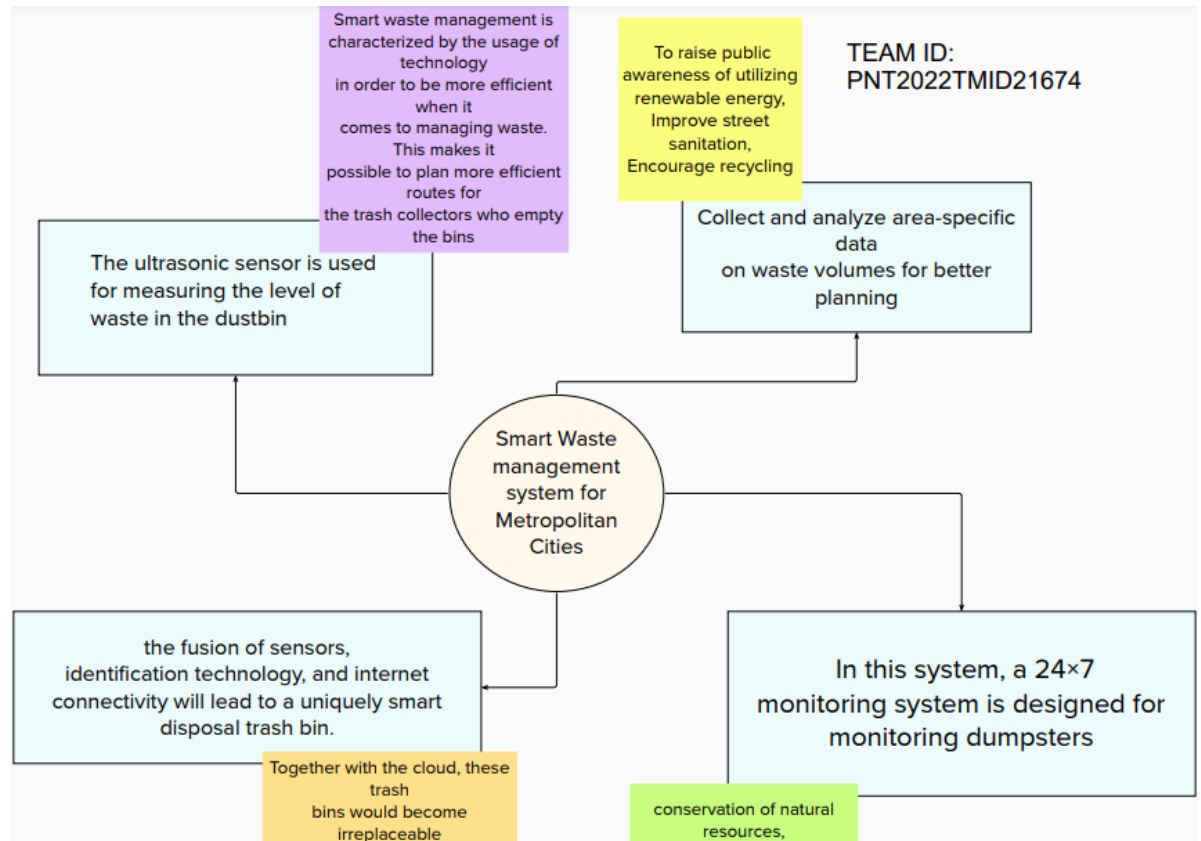 Smart waste management is
characterized by the usage of
technology
in order to be more efficient
when it
comes to managing waste.
This makes it
possible to plan more efficient
routes for
the trash collectors who empty
the bins
To raise public
awareness of utilizing
renewable energy,
Improve street
sanitation,
Encourage recycling
TEAM ID:
PNT2022TMID21674
The ultrasonic sensor is used
for measuring the level of
waste in the dustbin
Collect and analyze area-specific
data
on waste volumes for better
planning
Smart Waste
management
system for
Metropolitan
Cities
the fusion of sensors,
identification technology, and internet
connectivity will lead to a uniquely smart
disposal trash bin.
In this system, a 24×7
monitoring system is designed for
monitoring dumpsters
Together with the cloud, these
trash
bins would become
irreplaceable
conservation of natural
resources,